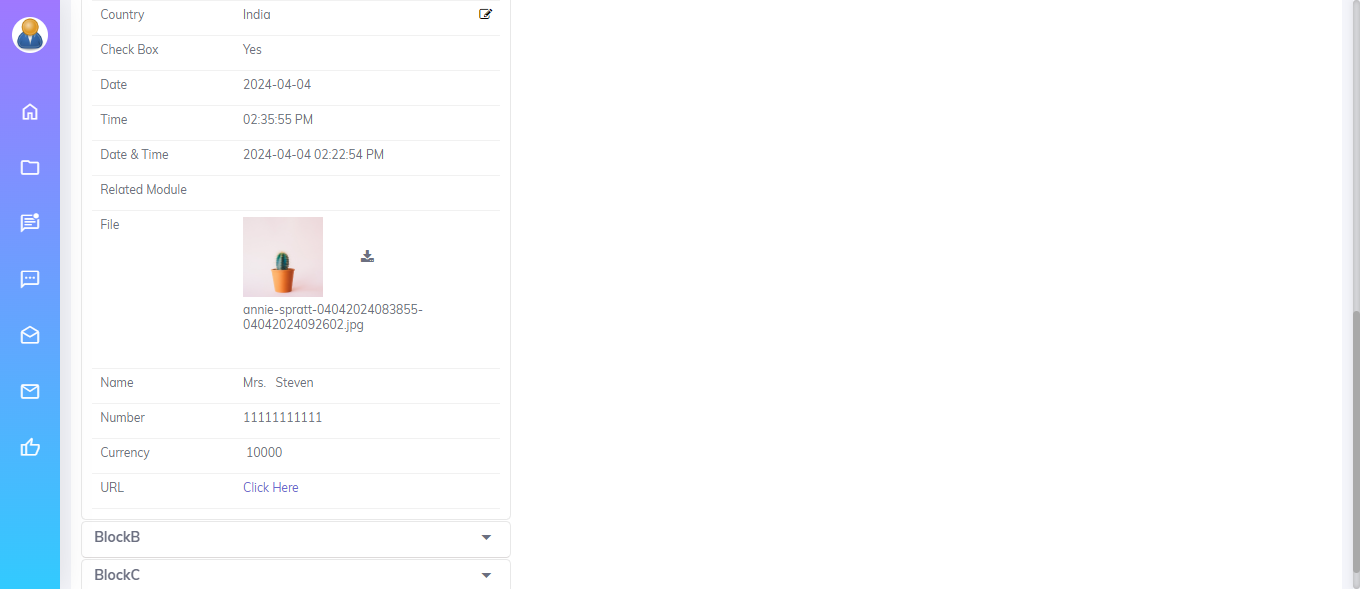 Country India
Check Box Yes
Date 2024-04-04
Time 02:35:55 PM
Date & Time 2024-04-04 02:22:54 PM
Related Module
File
annie-spratt-04042024083855-
04042024092602.jpg
Name Mrs. Steven
Number 11111111111
Currency 10000
URL Click Here
BlockB
BlockC